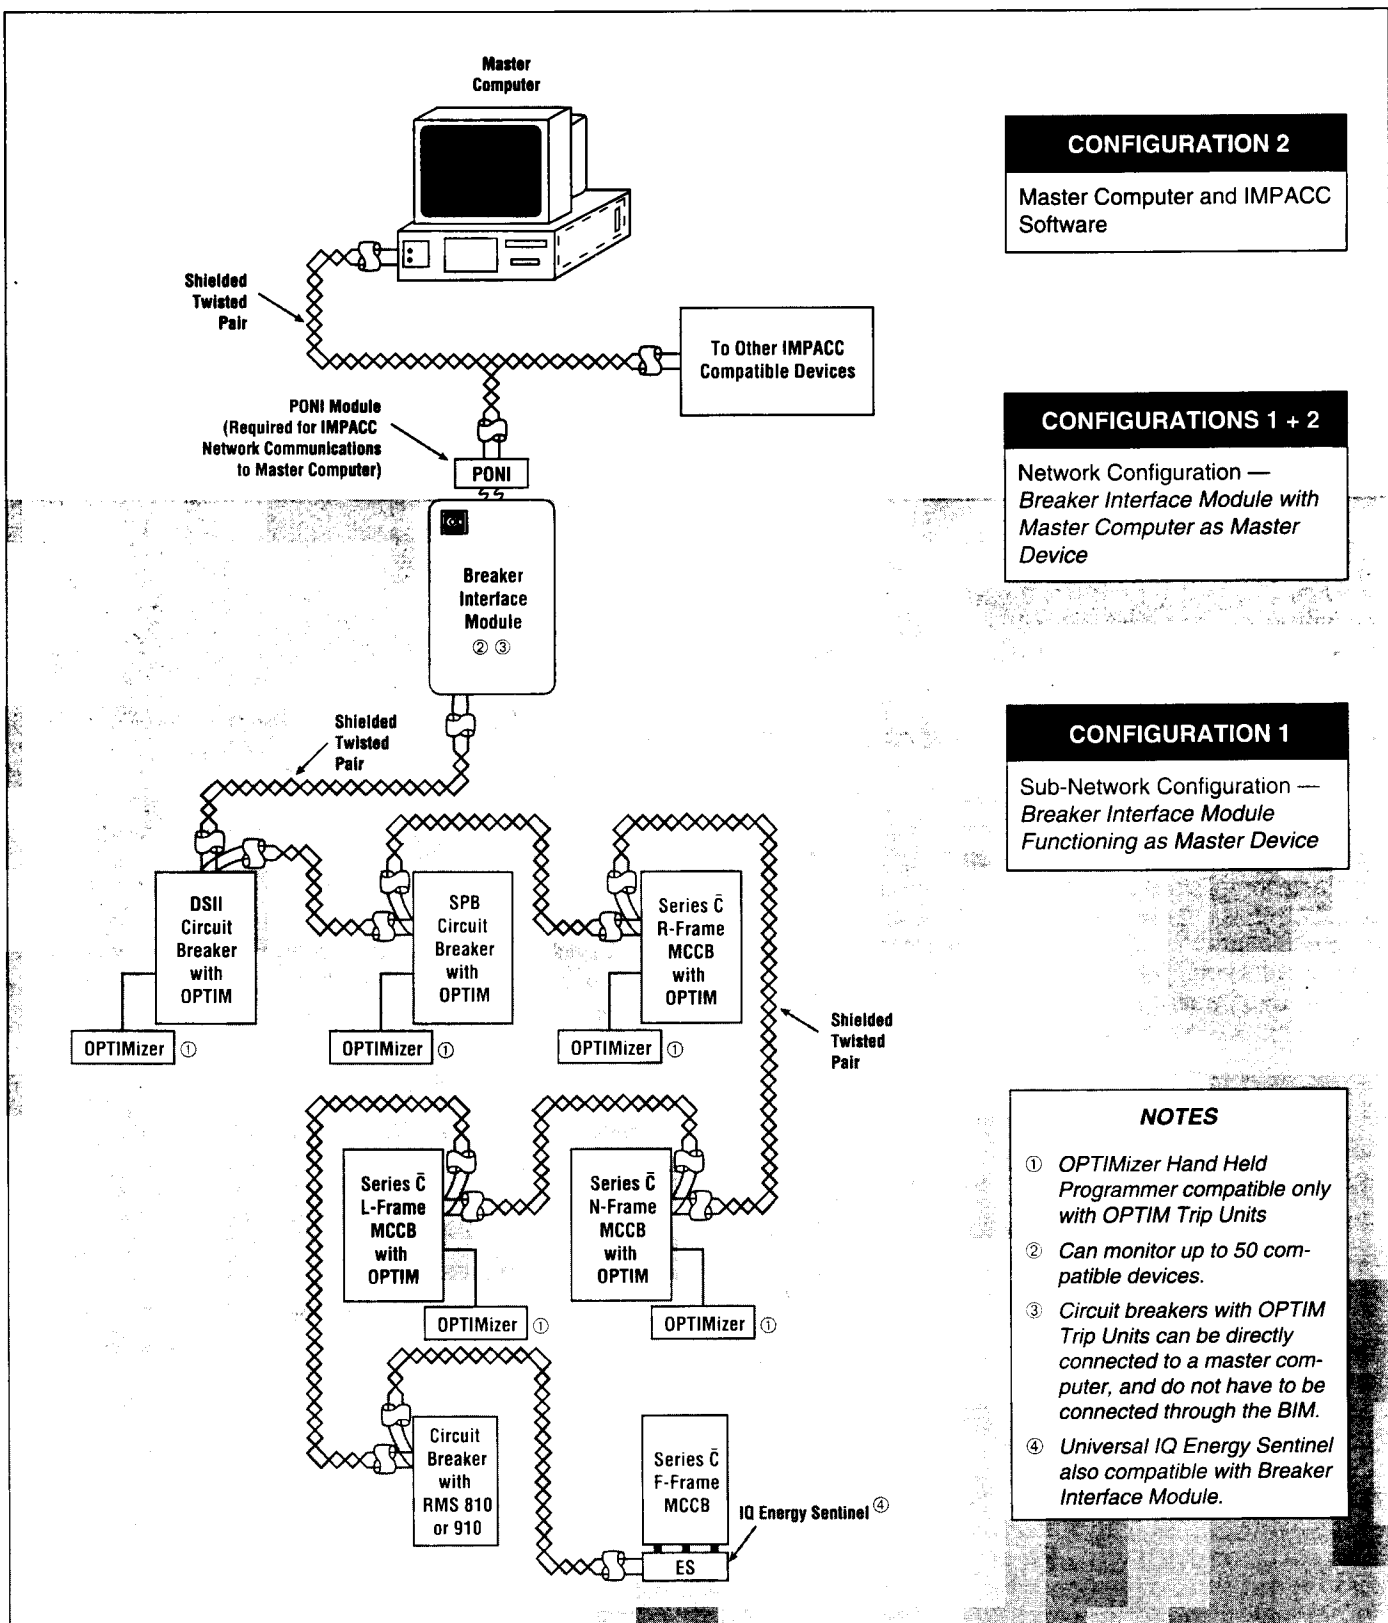 Master
Computer
CONFIGURATION 2
Master Computer and IMPACC
Software
Shielded
Twisted
Pair
To Other IMPACC
Compatible Devices
PONI Module
(Required for IMPACC
Network Communications
to Master Computer)
PONI
CONFIGURATIONS 1 + 2
Network Configuration —
Breaker Interface Module with
Master Computer as Master
Device
Breaker
Interface
Module
② ③
Shielded
Twisted
Pair
CONFIGURATION 1
Sub-Network Configuration —
Breaker Interface Module
Functioning as Master Device
DSII
Circuit
Breaker
with
OPTIM
SPB
Circuit
Breaker
with
OPTIM
Series C̄
R-Frame
MCCB
with
OPTIM
OPTIMizer ①
OPTIMizer ①
OPTIMizer ①
Shielded
Twisted
Pair
Series C̄
L-Frame
MCCB
with
OPTIM
Series C̄
N-Frame
MCCB
with
OPTIM
OPTIMizer ①
OPTIMizer ①
Circuit
Breaker
with
RMS 810
or 910
Series C̄
F-Frame
MCCB
IQ Energy Sentinel ④
ES
NOTES
① OPTIMizer Hand Held
Programmer compatible only
with OPTIM Trip Units
② Can monitor up to 50 com-
patible devices.
③ Circuit breakers with OPTIM
Trip Units can be directly
connected to a master com-
puter, and do not have to be
connected through the BIM.
④ Universal IQ Energy Sentinel
also compatible with Breaker
Interface Module.